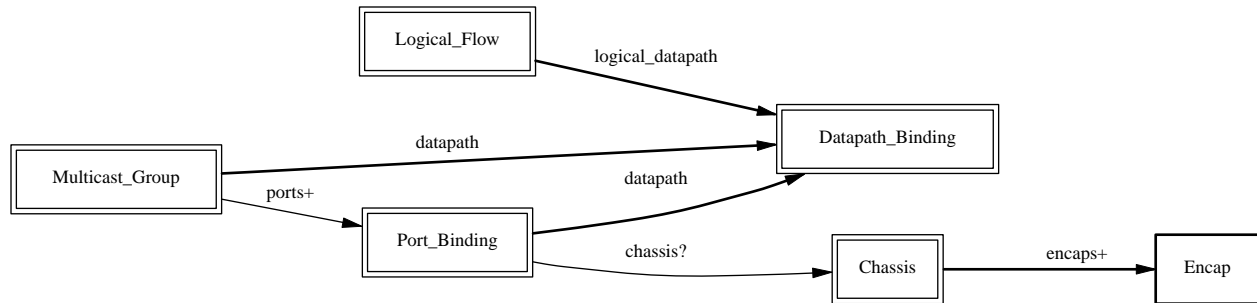 Logical_Flow
logical_datapath
Datapath_Binding
datapath
Multicast_Group
datapath
ports+
Port_Binding
chassis?
Chassis
encaps+
Encap